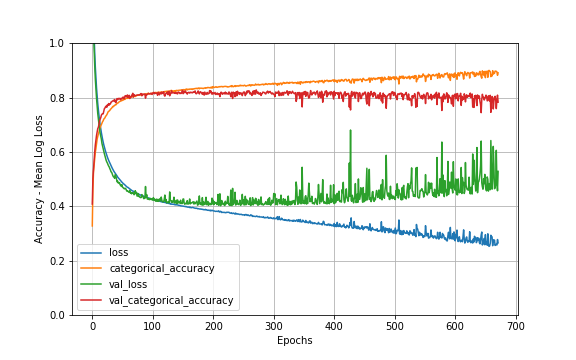 Accuracy - Mean Log Loss
1.0
0.8
0.6
0.4
0.2
0.0
loss
categorical_accuracy
val_loss
val_categorical_accuracy
0 100 200 300 400 500 600 700
Epochs